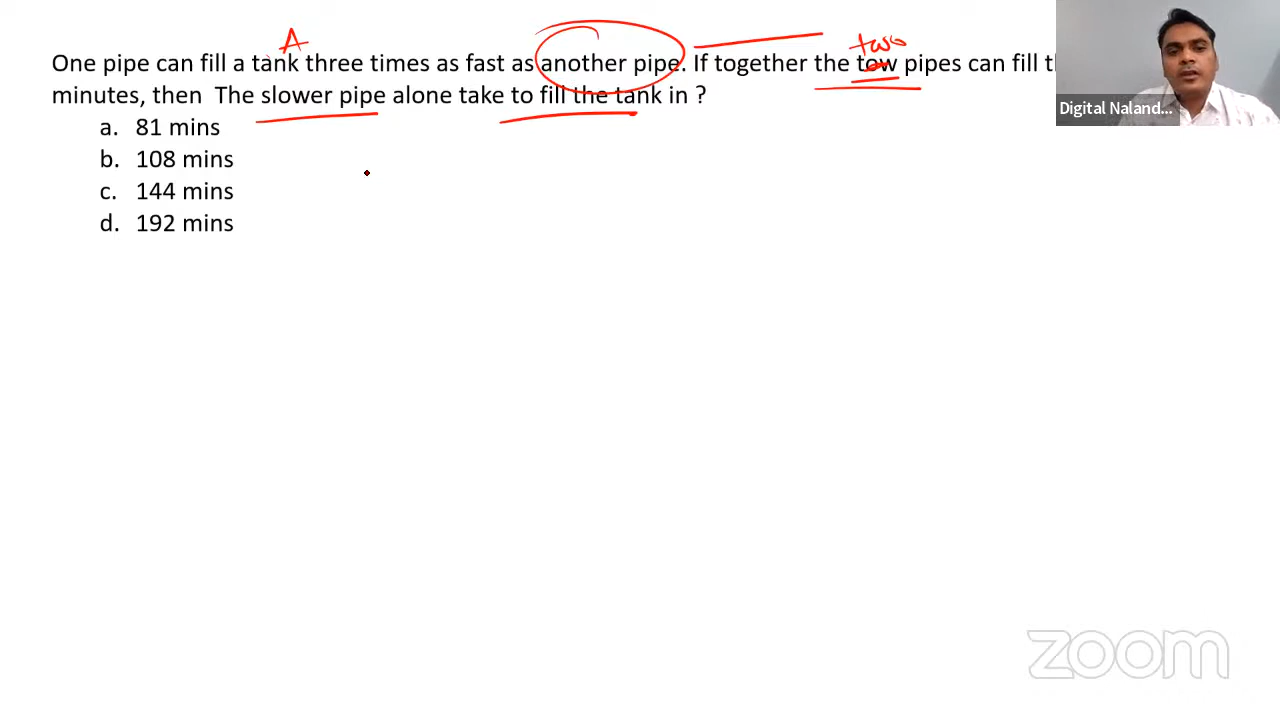 A
two
One pipe can fill a tank three times as fast as another pipe. If together the tow pipes can fill
minutes, then The slower pipe alone take to fill the tank in ?
a. 81 mins
b. 108 mins
c. 144 mins
d. 192 mins
Digital Naland...
zoom